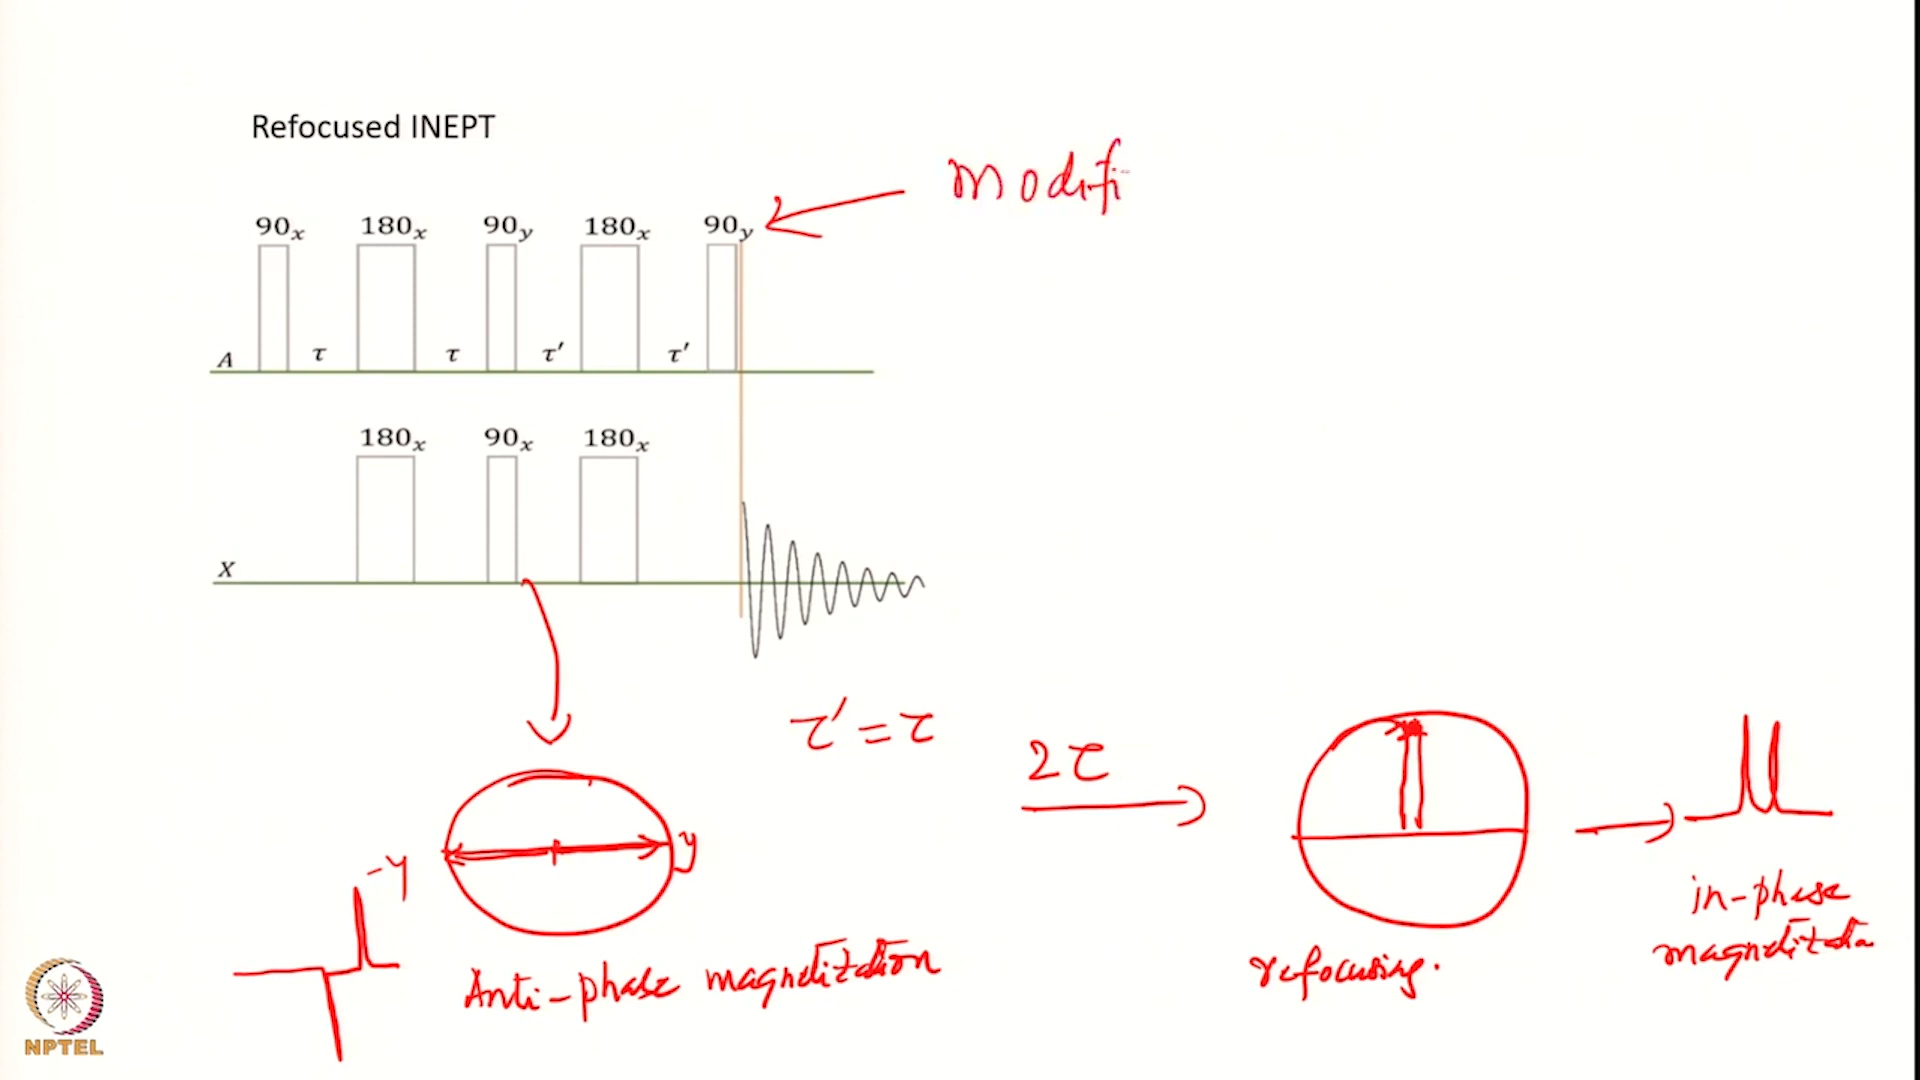 Refocused INEPT
modifi
90x 180x 90y 180x 90y
A τ τ τ′ τ′
180x 90x 180x
X
τ′ = τ
2τ
-y y
in-phase
magnetizatio
Anti-phase magnetization
refocusing.
NPTEL